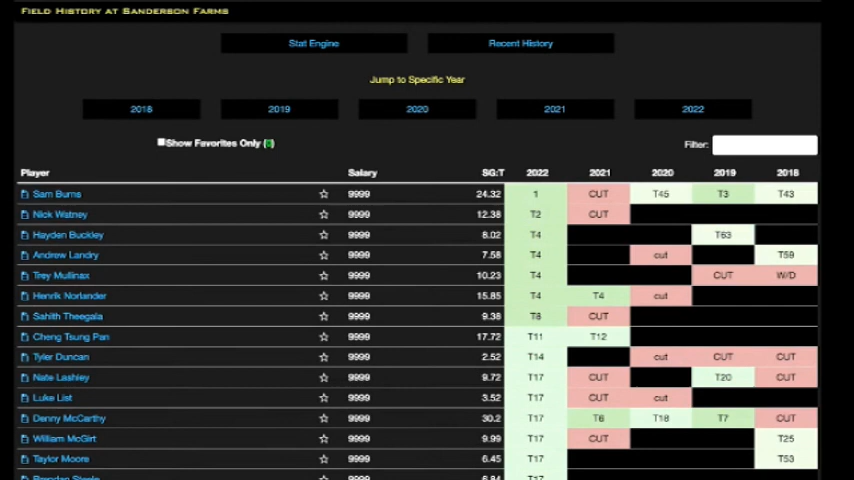 Field History at Sanderson Farms
Stat Engine Recent History
Jump to Specific Year
2018 2019 2020 2021 2022
Show Favorites Only Filter:
Player Salary SG:T 2022 2021 2020 2019 2018
Sam Burns 9999 24.32 1 CUT T45 T3 T43
Nick Watney 9999 12.38 T2 CUT
Hayden Buckley 9999 8.02 T4 T63
Andrew Landry 9999 7.58 T4 cut T59
Trey Mullinax 9999 10.23 T4 CUT W/D
Henrik Norlander 9999 15.85 T4 T4 cut
Sahith Theegala 9999 9.38 T8 CUT
Cheng Tsung Pan 9999 17.72 T11 T12
Tyler Duncan 9999 2.52 T14 cut CUT CUT
Nate Lashley 9999 9.72 T17 CUT T20 CUT
Luke List 9999 3.52 T17 CUT cut
Denny McCarthy 9999 30.2 T17 T6 T18 T7 CUT
William McGirt 9999 9.99 T17 CUT T25
Taylor Moore 9999 6.45 T17 T53
Brendan Steele 9999 6.84 T17